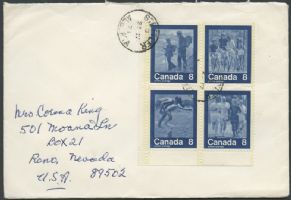 Canada 8 Canada 8
Canada 8 Canada 8
Mrs Corma King
501 Moana Ln
Box 21
Reno, Nevada
U.S.A. 89502